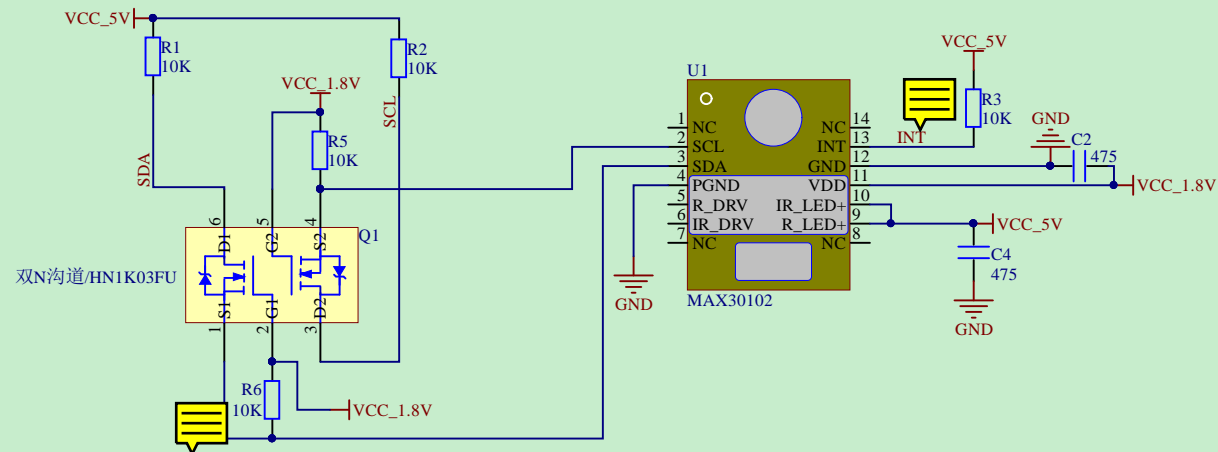 VCC_5V
R1
10K
R2
10K
SCL
SDA
VCC_1.8V
R5
10K
6
5
4
D1
G2
S2
Q1
双N沟道/HN1K03FU
S1
G1
D2
1
2
3
R6
10K
VCC_1.8V
U1
1 NC
2 SCL
3 SDA
4 PGND
5 R_DRV
6 IR_DRV
7 NC
NC 14
INT 13
GND 12
VDD 11
IR_LED+ 10
R_LED+ 9
NC 8
MAX30102
GND
VCC_5V
R3
10K
INT
GND
C2
475
VCC_1.8V
VCC_5V
C4
475
GND